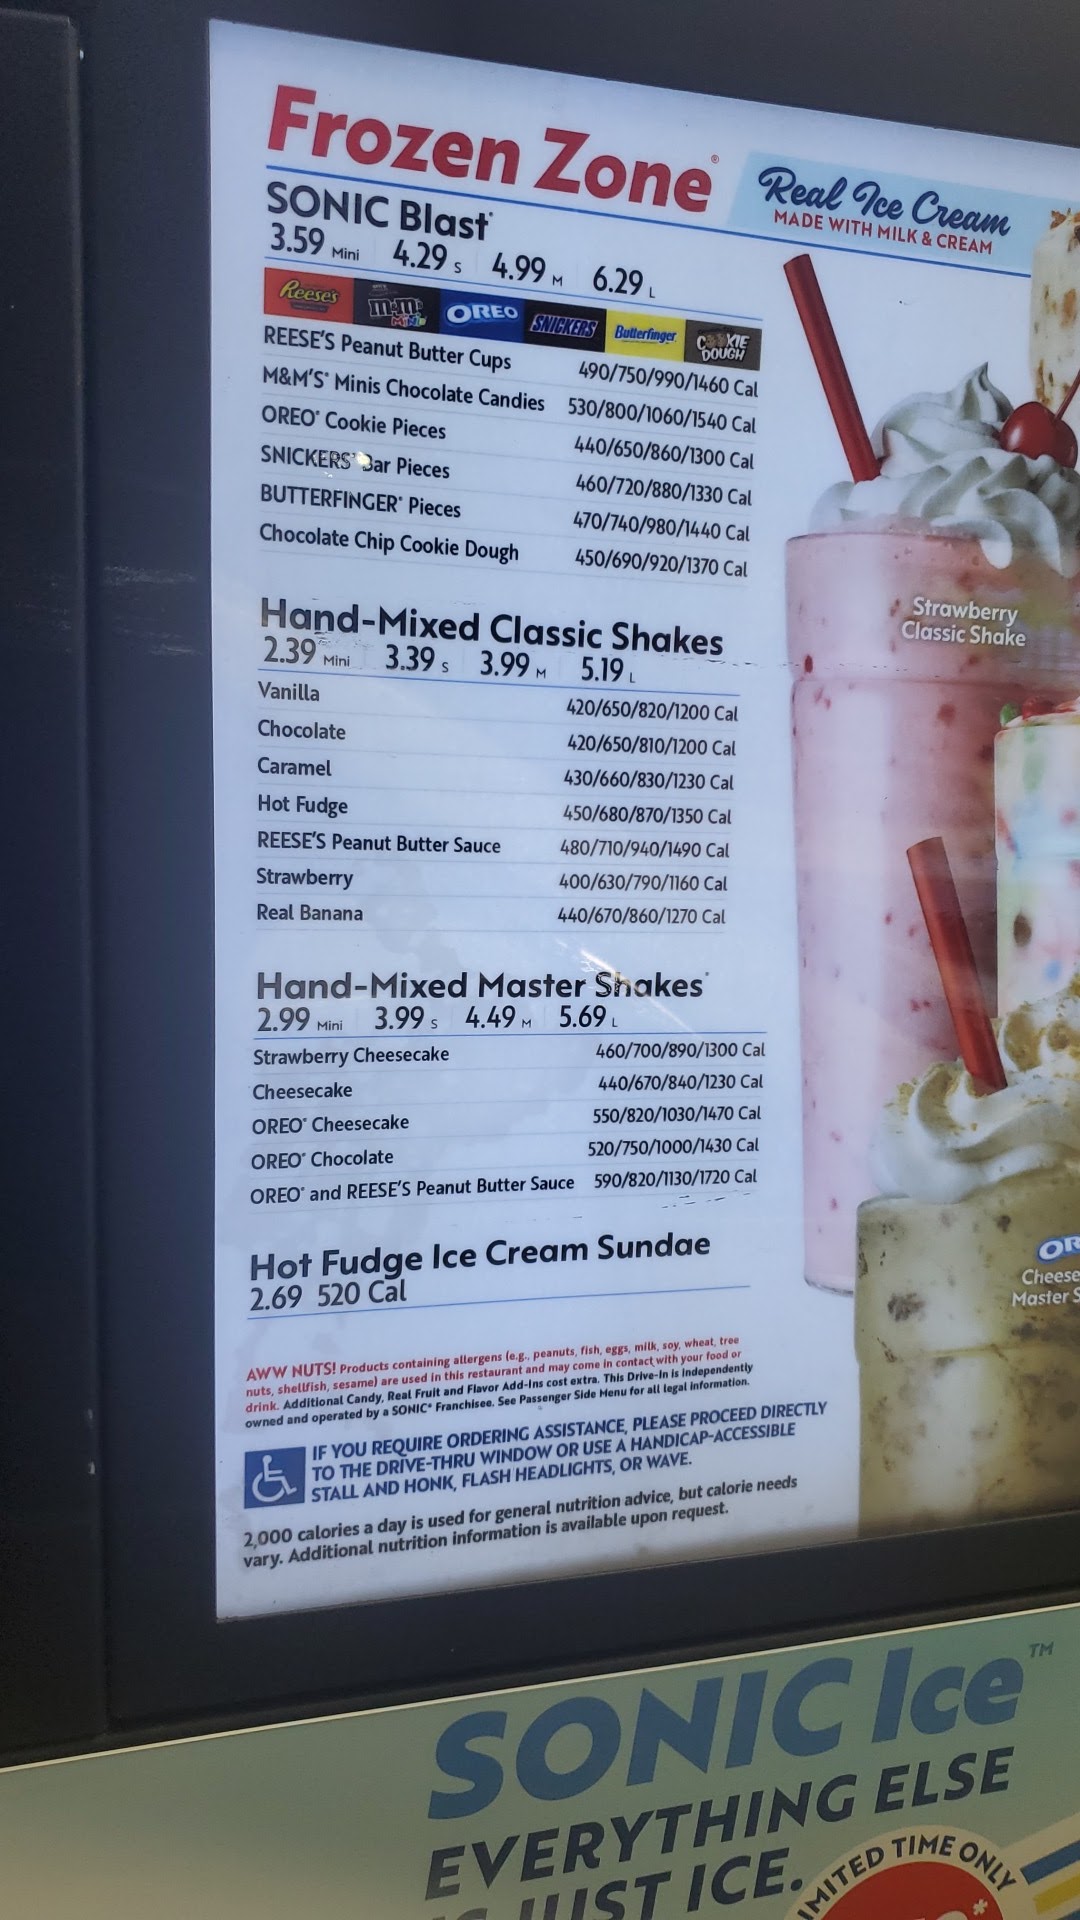 Frozen Zone®
Real Ice Cream
MADE WITH MILK & CREAM
SONIC Blast®
3.59 Mini 4.29 S 4.99 M 6.29 L
Reese's m&m's Minis OREO SNICKERS Butterfinger COOKIE DOUGH
REESE'S Peanut Butter Cups 490/750/990/1460 Cal
M&M'S® Minis Chocolate Candies 530/800/1060/1540 Cal
OREO® Cookie Pieces 440/650/860/1300 Cal
SNICKERS® Bar Pieces 460/720/880/1330 Cal
BUTTERFINGER® Pieces 470/740/980/1440 Cal
Chocolate Chip Cookie Dough 450/690/920/1370 Cal
Hand-Mixed Classic Shakes
2.39 Mini 3.39 S 3.99 M 5.19 L
Vanilla 420/650/820/1200 Cal
Chocolate 420/650/810/1200 Cal
Caramel 430/660/830/1230 Cal
Hot Fudge 450/680/870/1350 Cal
REESE'S Peanut Butter Sauce 480/710/940/1490 Cal
Strawberry 400/630/790/1160 Cal
Real Banana 440/670/860/1270 Cal
Strawberry
Classic Shake
Hand-Mixed Master Shakes®
2.99 Mini 3.99 S 4.49 M 5.69 L
Strawberry Cheesecake 460/700/890/1300 Cal
Cheesecake 440/670/840/1230 Cal
OREO® Cheesecake 550/820/1030/1470 Cal
OREO® Chocolate 520/750/1000/1430 Cal
OREO® and REESE'S Peanut Butter Sauce 590/820/1130/1720 Cal
Hot Fudge Ice Cream Sundae
2.69 520 Cal
OR
Cheese
Master S
AWW NUTS! Products containing allergens (e.g., peanuts, fish, eggs, milk, soy, wheat, tree
nuts, shellfish, sesame) are used in this restaurant and may come in contact with your food or
drink. Additional Candy, Real Fruit and Flavor Add-Ins cost extra. This Drive-In is independently
owned and operated by a SONIC® Franchisee. See Passenger Side Menu for all legal information.
IF YOU REQUIRE ORDERING ASSISTANCE, PLEASE PROCEED DIRECTLY
TO THE DRIVE-THRU WINDOW OR USE A HANDICAP-ACCESSIBLE
STALL AND HONK, FLASH HEADLIGHTS, OR WAVE.
2,000 calories a day is used for general nutrition advice, but calorie needs
vary. Additional nutrition information is available upon request.
SONIC Ice™
EVERYTHING ELSE
IS JUST ICE.
IMITED TIME ONLY